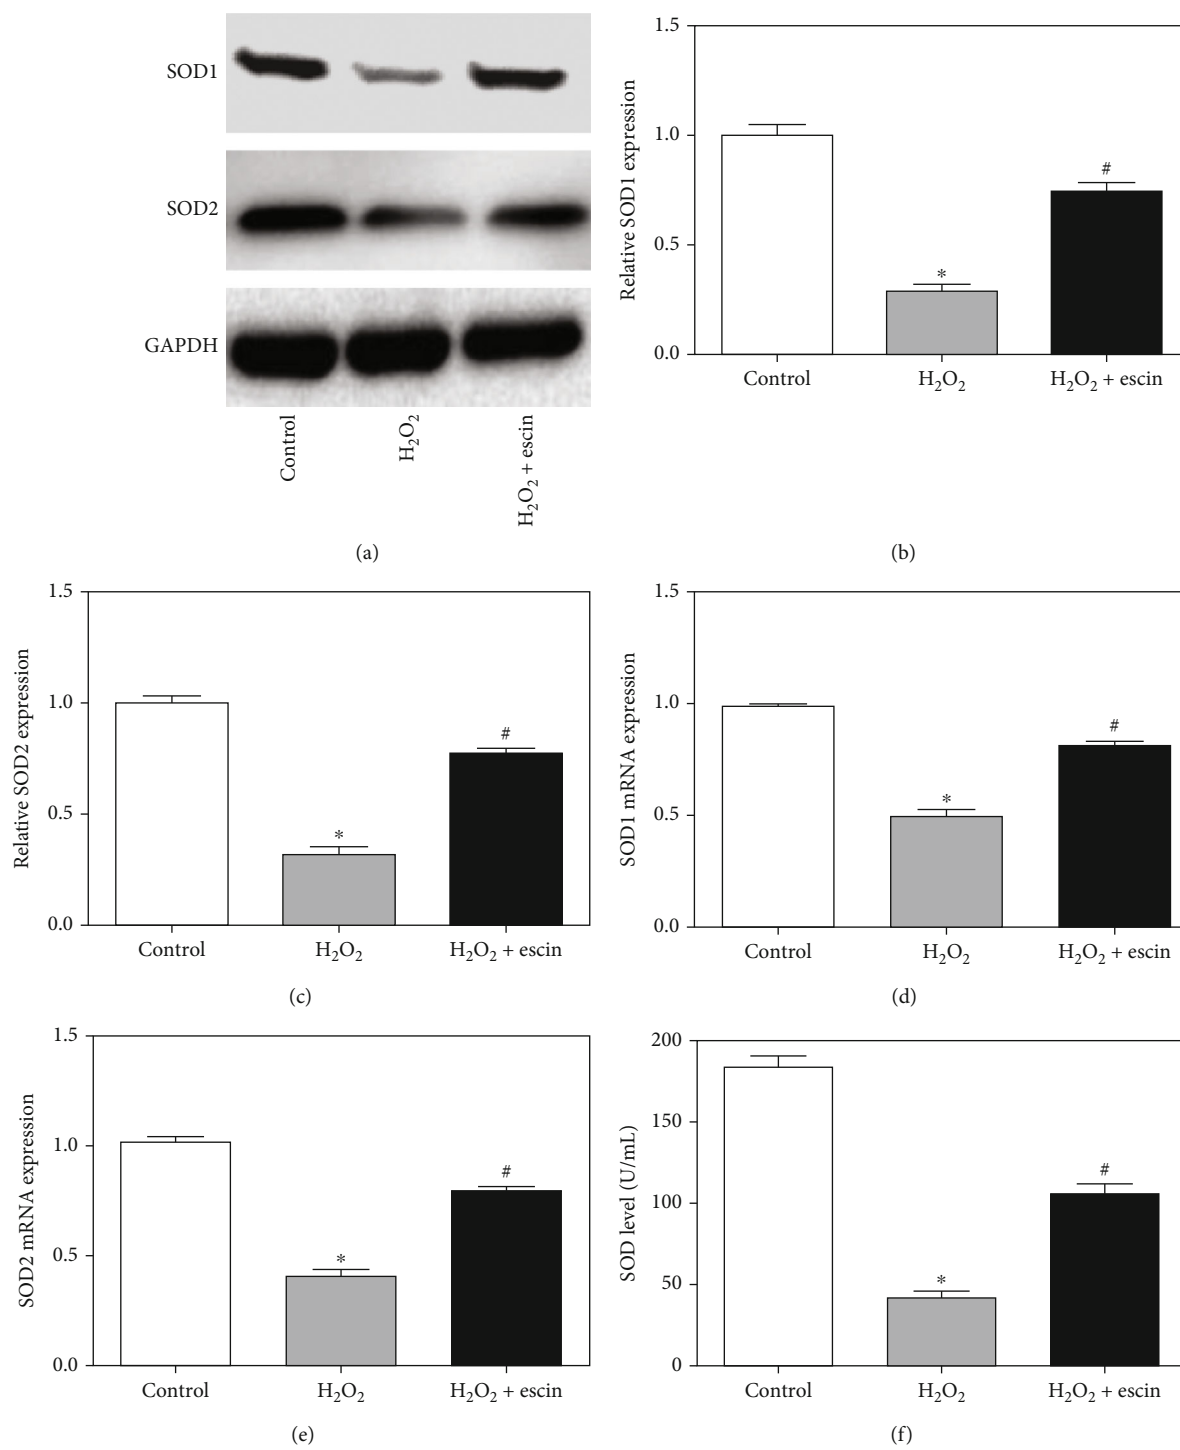 SOD1
SOD2
GAPDH
Control
H₂O₂
H₂O₂ + escin
(a)
Relative SOD1 expression
1.5
1.0
0.5
0.0
#
*
Control H₂O₂ H₂O₂ + escin
(b)
Relative SOD2 expression
1.5
1.0
0.5
0.0
#
*
Control H₂O₂ H₂O₂ + escin
(c)
SOD1 mRNA expression
1.5
1.0
0.5
0.0
#
*
Control H₂O₂ H₂O₂ + escin
(d)
SOD2 mRNA expression
1.5
1.0
0.5
0.0
#
*
Control H₂O₂ H₂O₂ + escin
(e)
SOD level (U/mL)
200
150
100
50
0
#
*
Control H₂O₂ H₂O₂ + escin
(f)